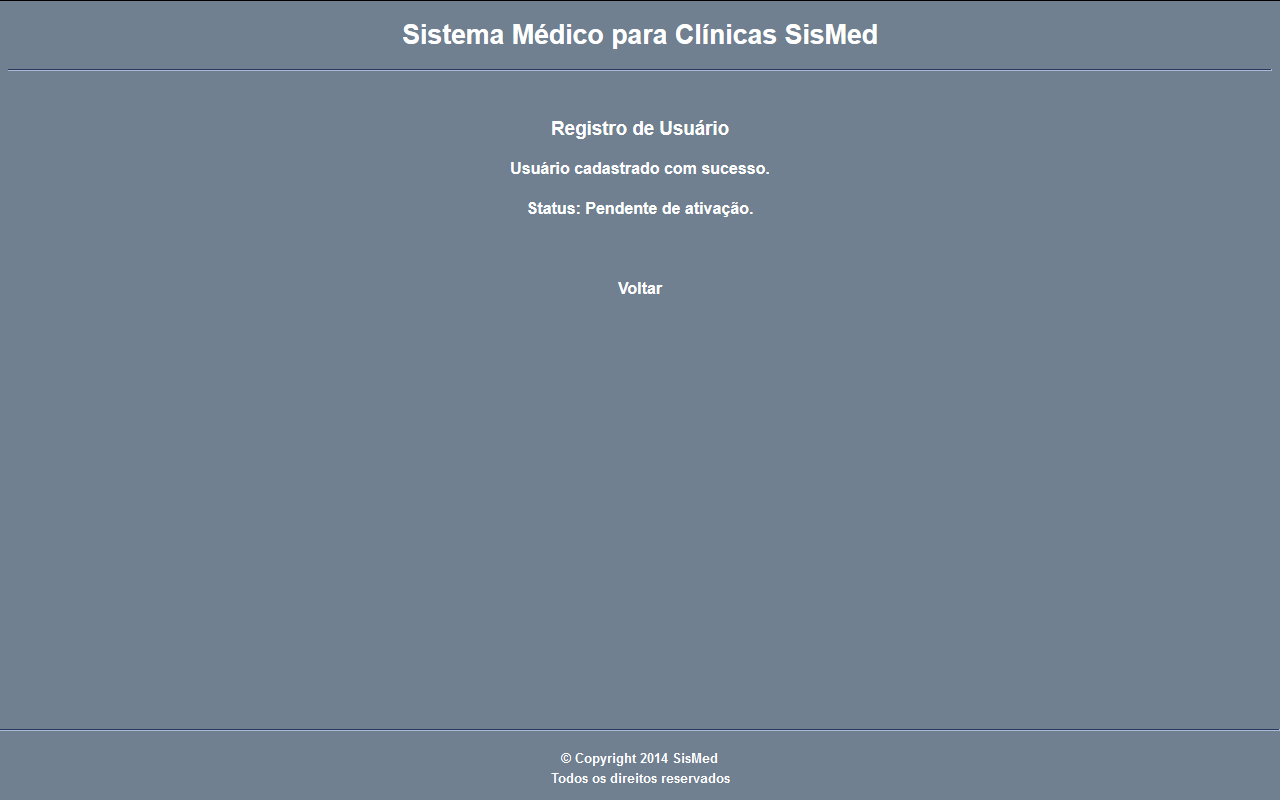 Sistema Médico para Clínicas SisMed
Registro de Usuário
Usuário cadastrado com sucesso.
Status: Pendente de ativação.
Voltar
© Copyright 2014 SisMed
Todos os direitos reservados